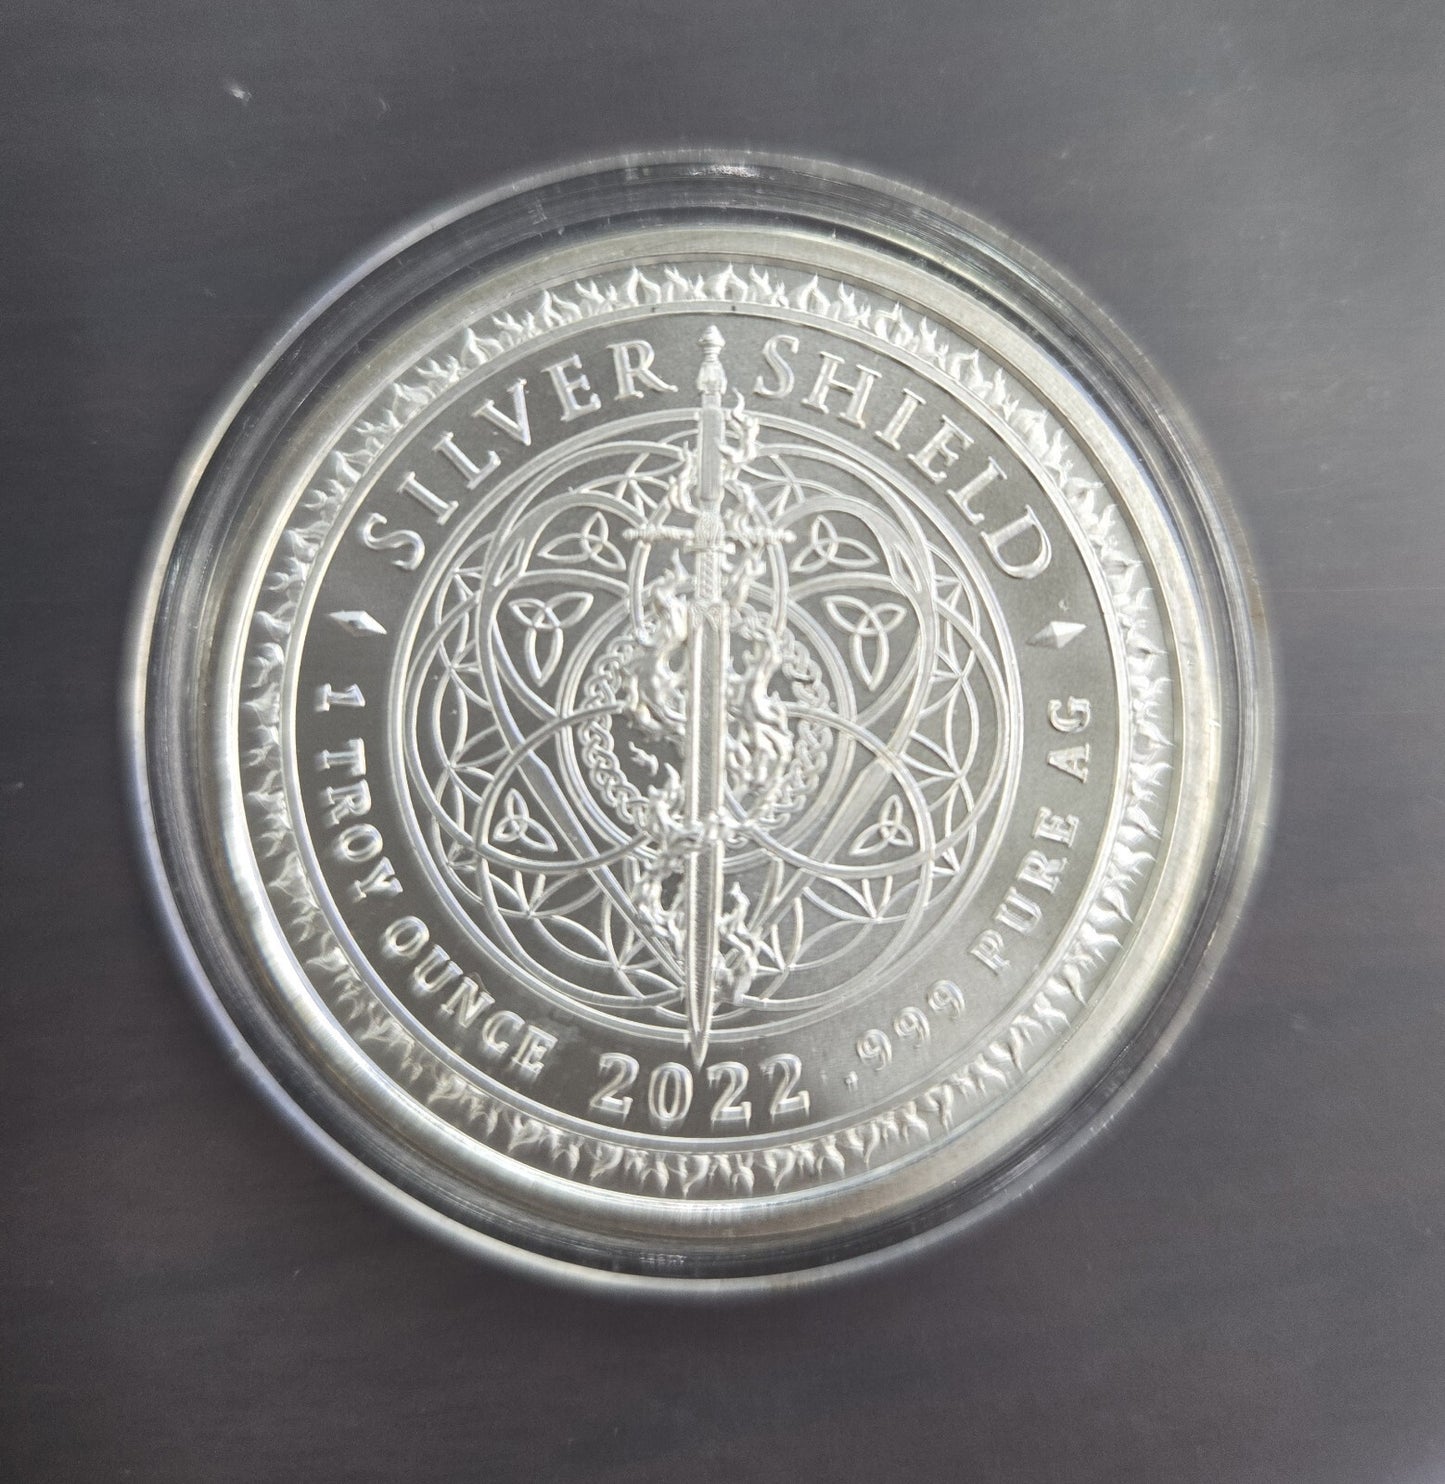 SILVER SHIELD
1 TROY OUNCE 2022 .999 PURE AG